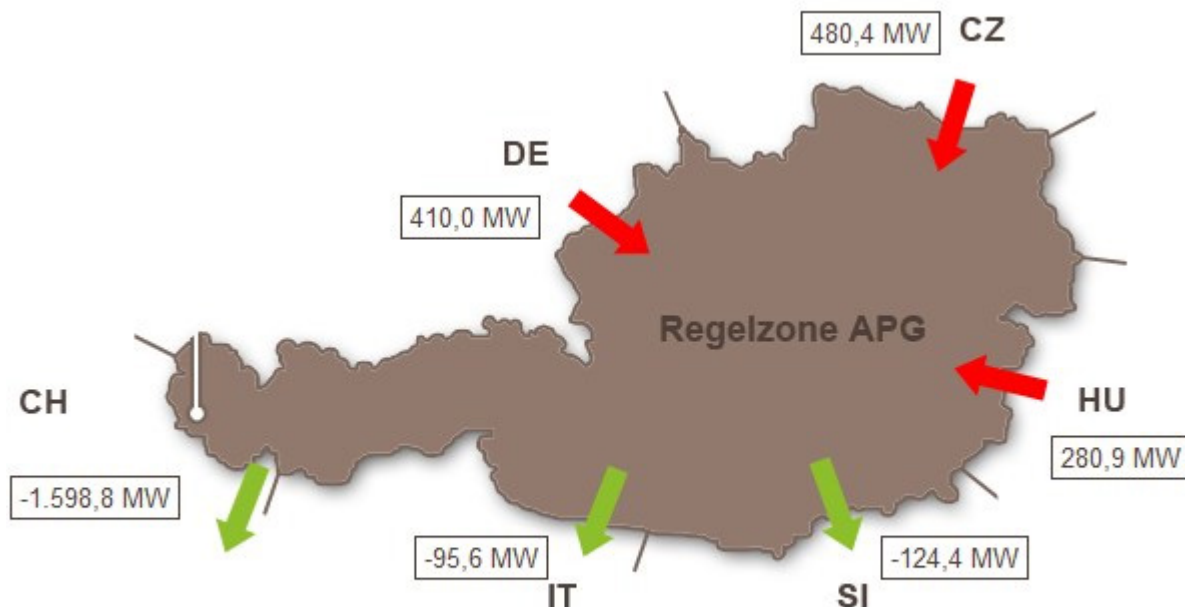 480,4 MW
CZ
DE
410,0 MW
Regelzone APG
CH
HU
280,9 MW
-1.598,8 MW
-95,6 MW
-124,4 MW
IT
SI